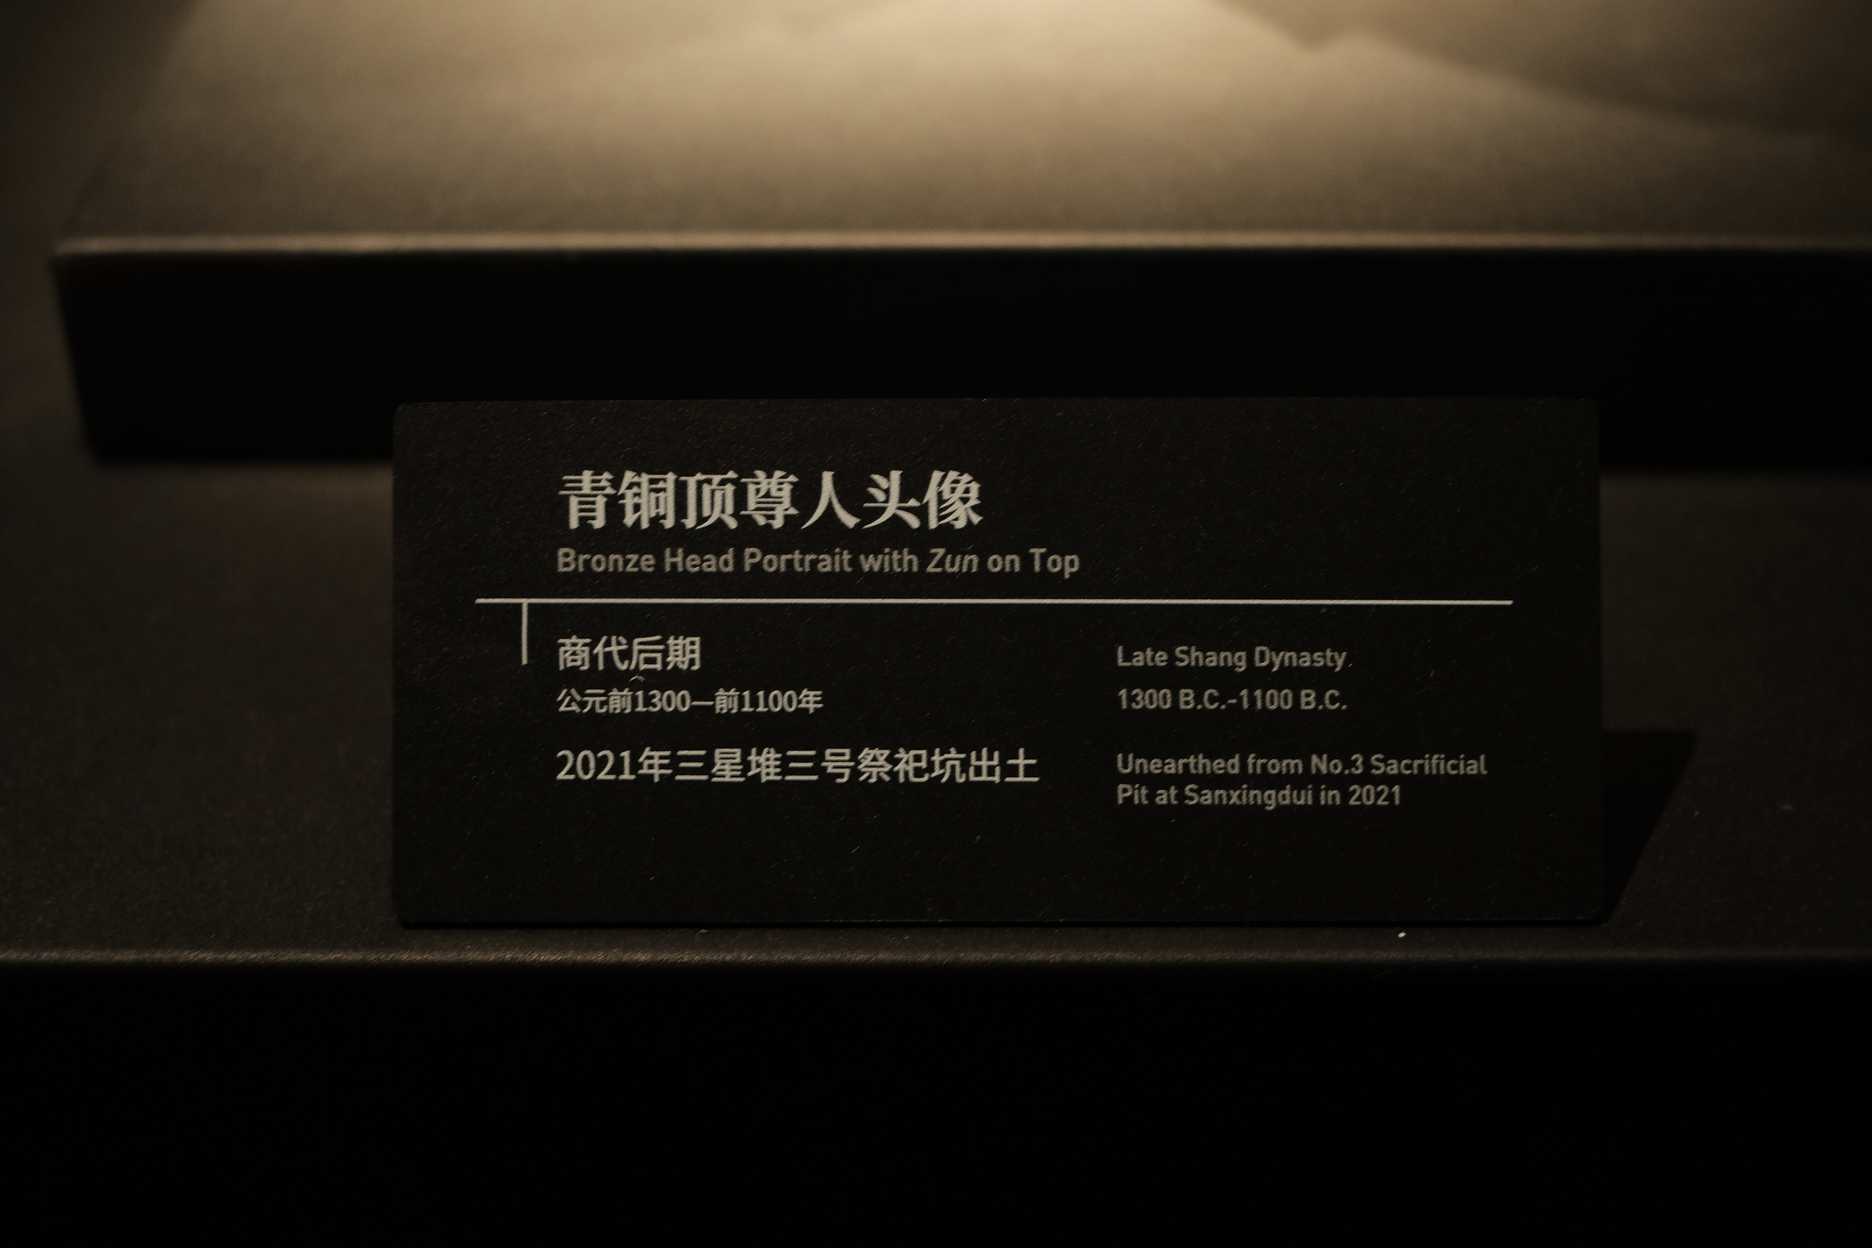 青铜顶尊人头像
Bronze Head Portrait with Zun on Top
商代后期
公元前1300—前1100年
2021年三星堆三号祭祀坑出土
Late Shang Dynasty
1300 B.C.-1100 B.C.
Unearthed from No.3 Sacrificial
Pit at Sanxingdui in 2021